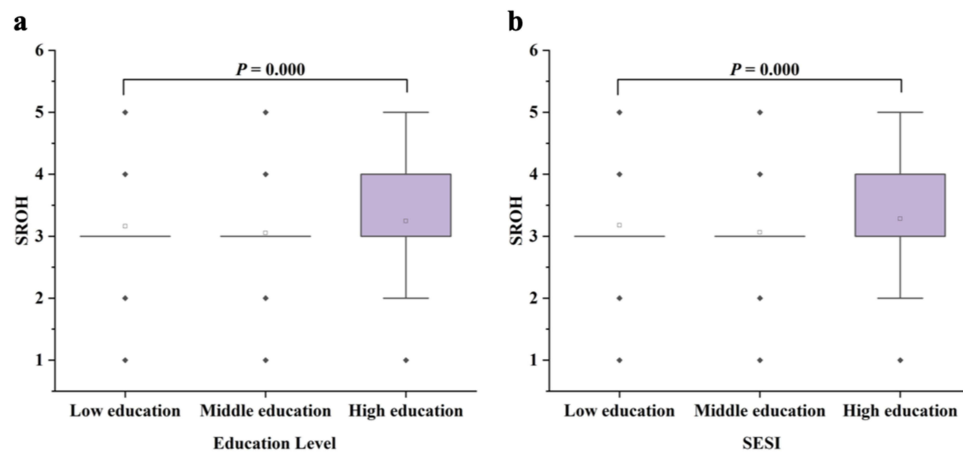 a
6
5
4
3
2
1
SROH
P = 0.000
Low education Middle education High education
Education Level
b
6
5
4
3
2
1
SROH
P = 0.000
Low education Middle education High education
SESI